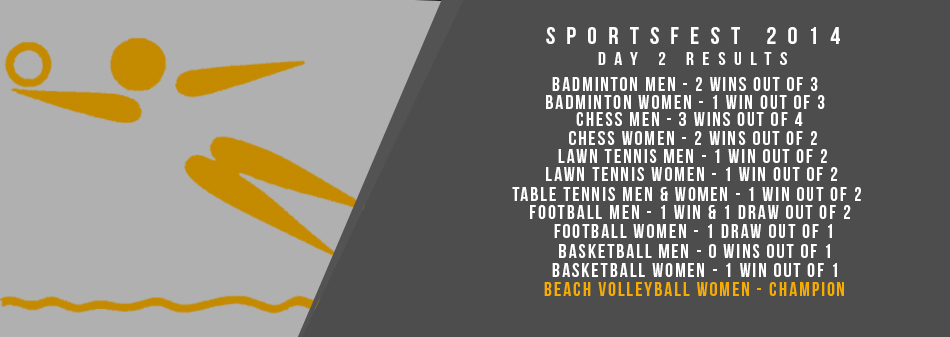 SPORTSFEST 2014
DAY 2 RESULTS
BADMINTON MEN - 2 WINS OUT OF 3
BADMINTON WOMEN - 1 WIN OUT OF 3
CHESS MEN - 3 WINS OUT OF 4
CHESS WOMEN - 2 WINS OUT OF 2
LAWN TENNIS MEN - 1 WIN OUT OF 2
LAWN TENNIS WOMEN - 1 WIN OUT OF 2
TABLE TENNIS MEN & WOMEN - 1 WIN OUT OF 2
FOOTBALL MEN - 1 WIN & 1 DRAW OUT OF 2
FOOTBALL WOMEN - 1 DRAW OUT OF 1
BASKETBALL MEN - 0 WINS OUT OF 1
BASKETBALL WOMEN - 1 WIN OUT OF 1
BEACH VOLLEYBALL WOMEN - CHAMPION